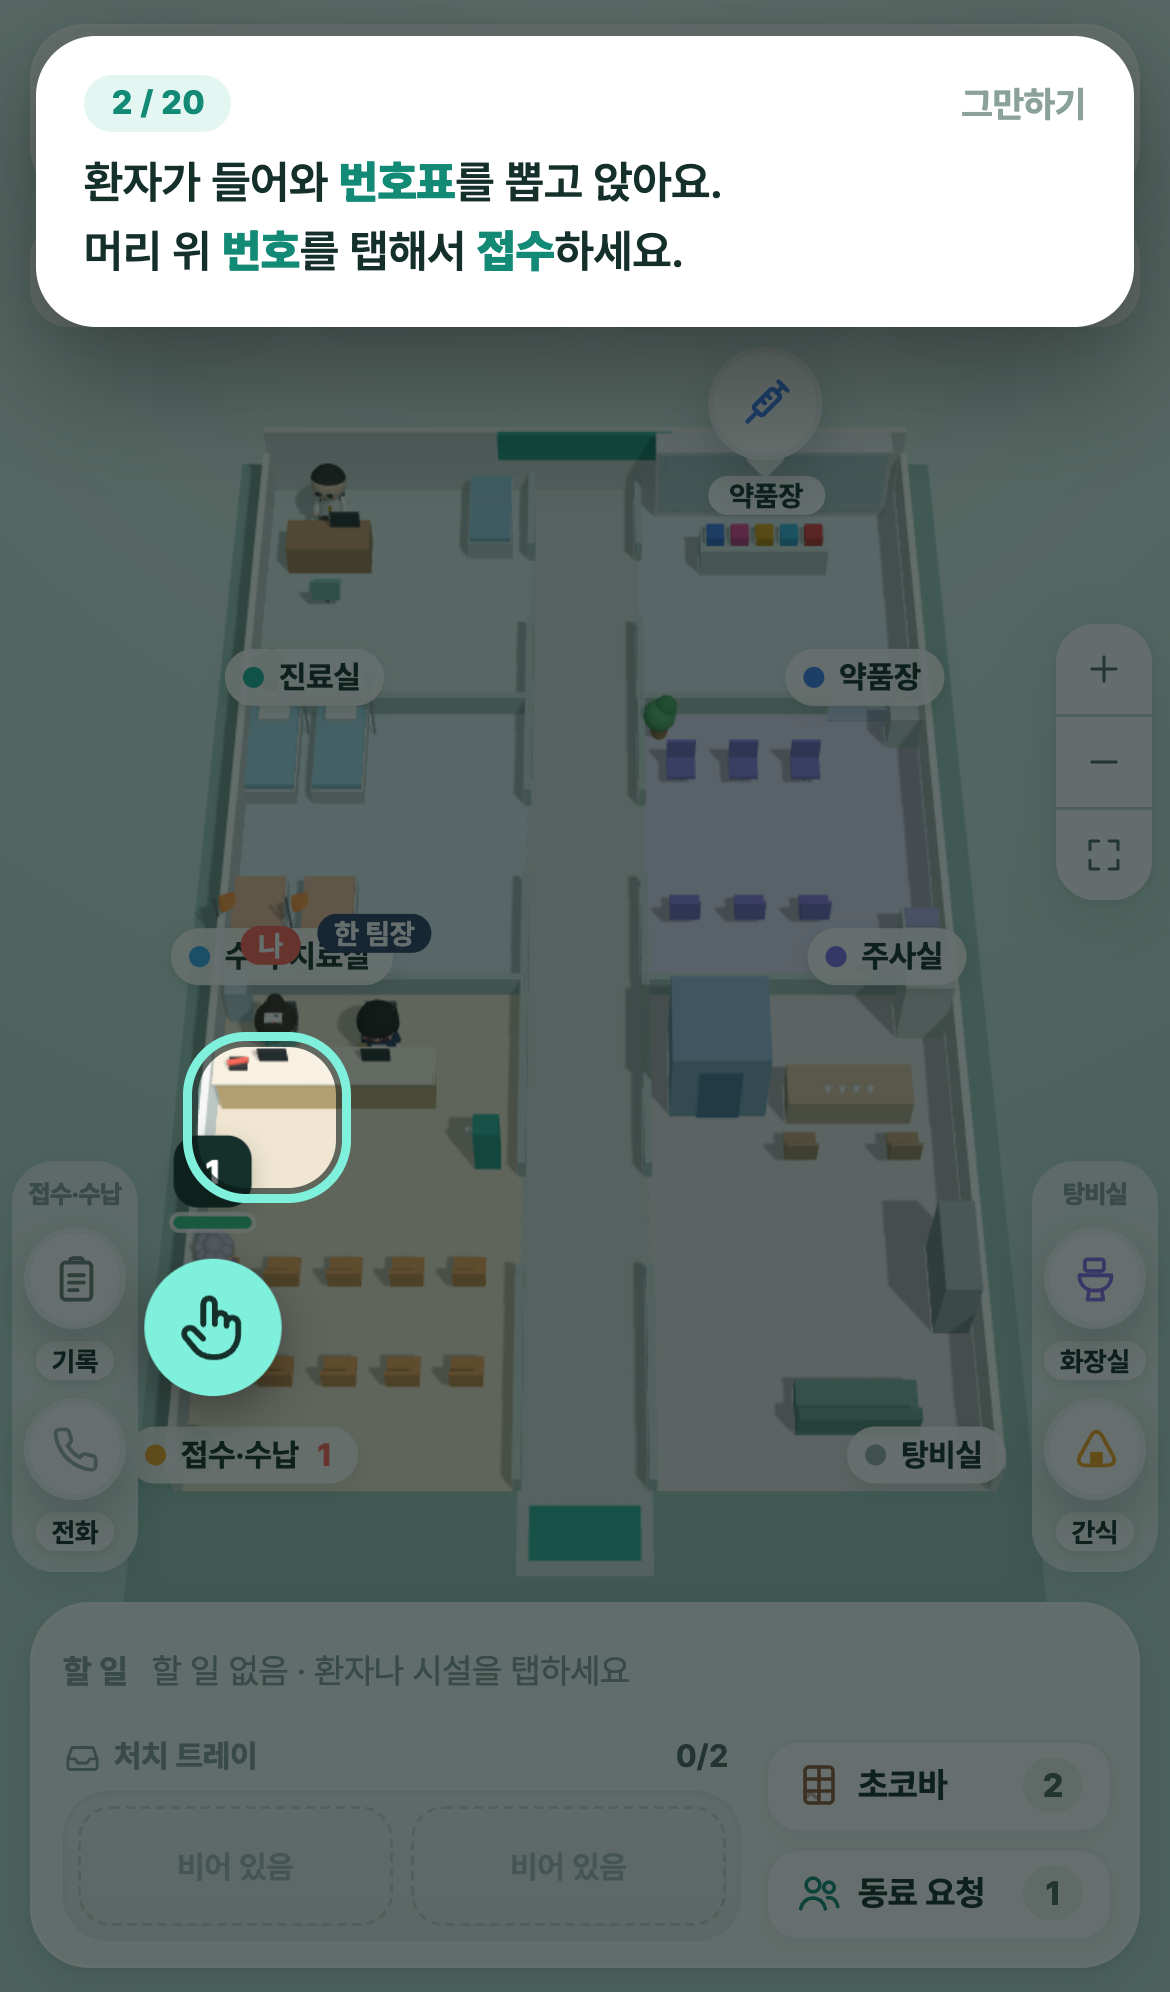 2 / 20
그만하기
환자가 들어와 번호표를 뽑고 앉아요.
머리 위 번호를 탭해서 접수하세요.
약품장
진료실
약품장
나
한 팀장
주사실
1
접수·수납
기록
전화
탕비실
화장실
간식
접수·수납 1
탕비실
할 일 할 일 없음 · 환자나 시설을 탭하세요
처치 트레이 0/2
비어 있음
비어 있음
초코바 2
동료 요청 1